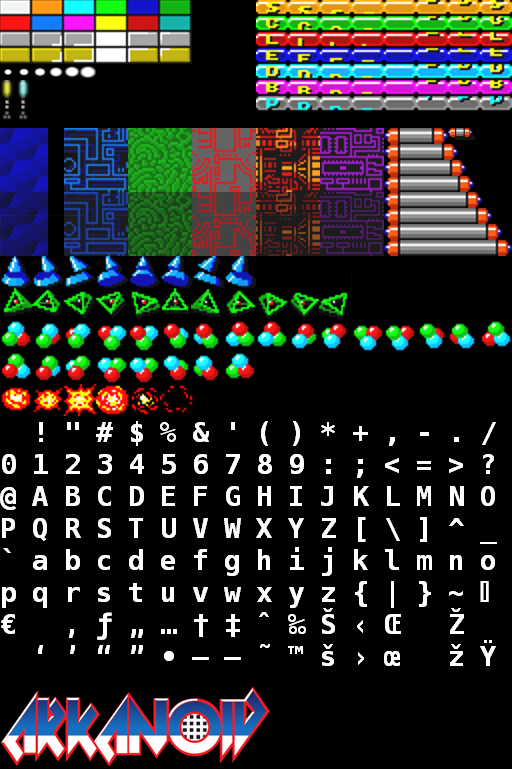 ! " # $ % & ' ( ) * + , - . /
0 1 2 3 4 5 6 7 8 9 : ; < = > ?
@ A B C D E F G H I J K L M N O
P Q R S T U V W X Y Z [ \ ] ^ _
` a b c d e f g h i j k l m n o
p q r s t u v w x y z { | } ~ ▯
€ ‚ ƒ „ … † ‡ ˆ ‰ Š ‹ Œ Ž
‘ ’ “ ” • – — ˜ ™ š › œ ž Ÿ
ARKANOID